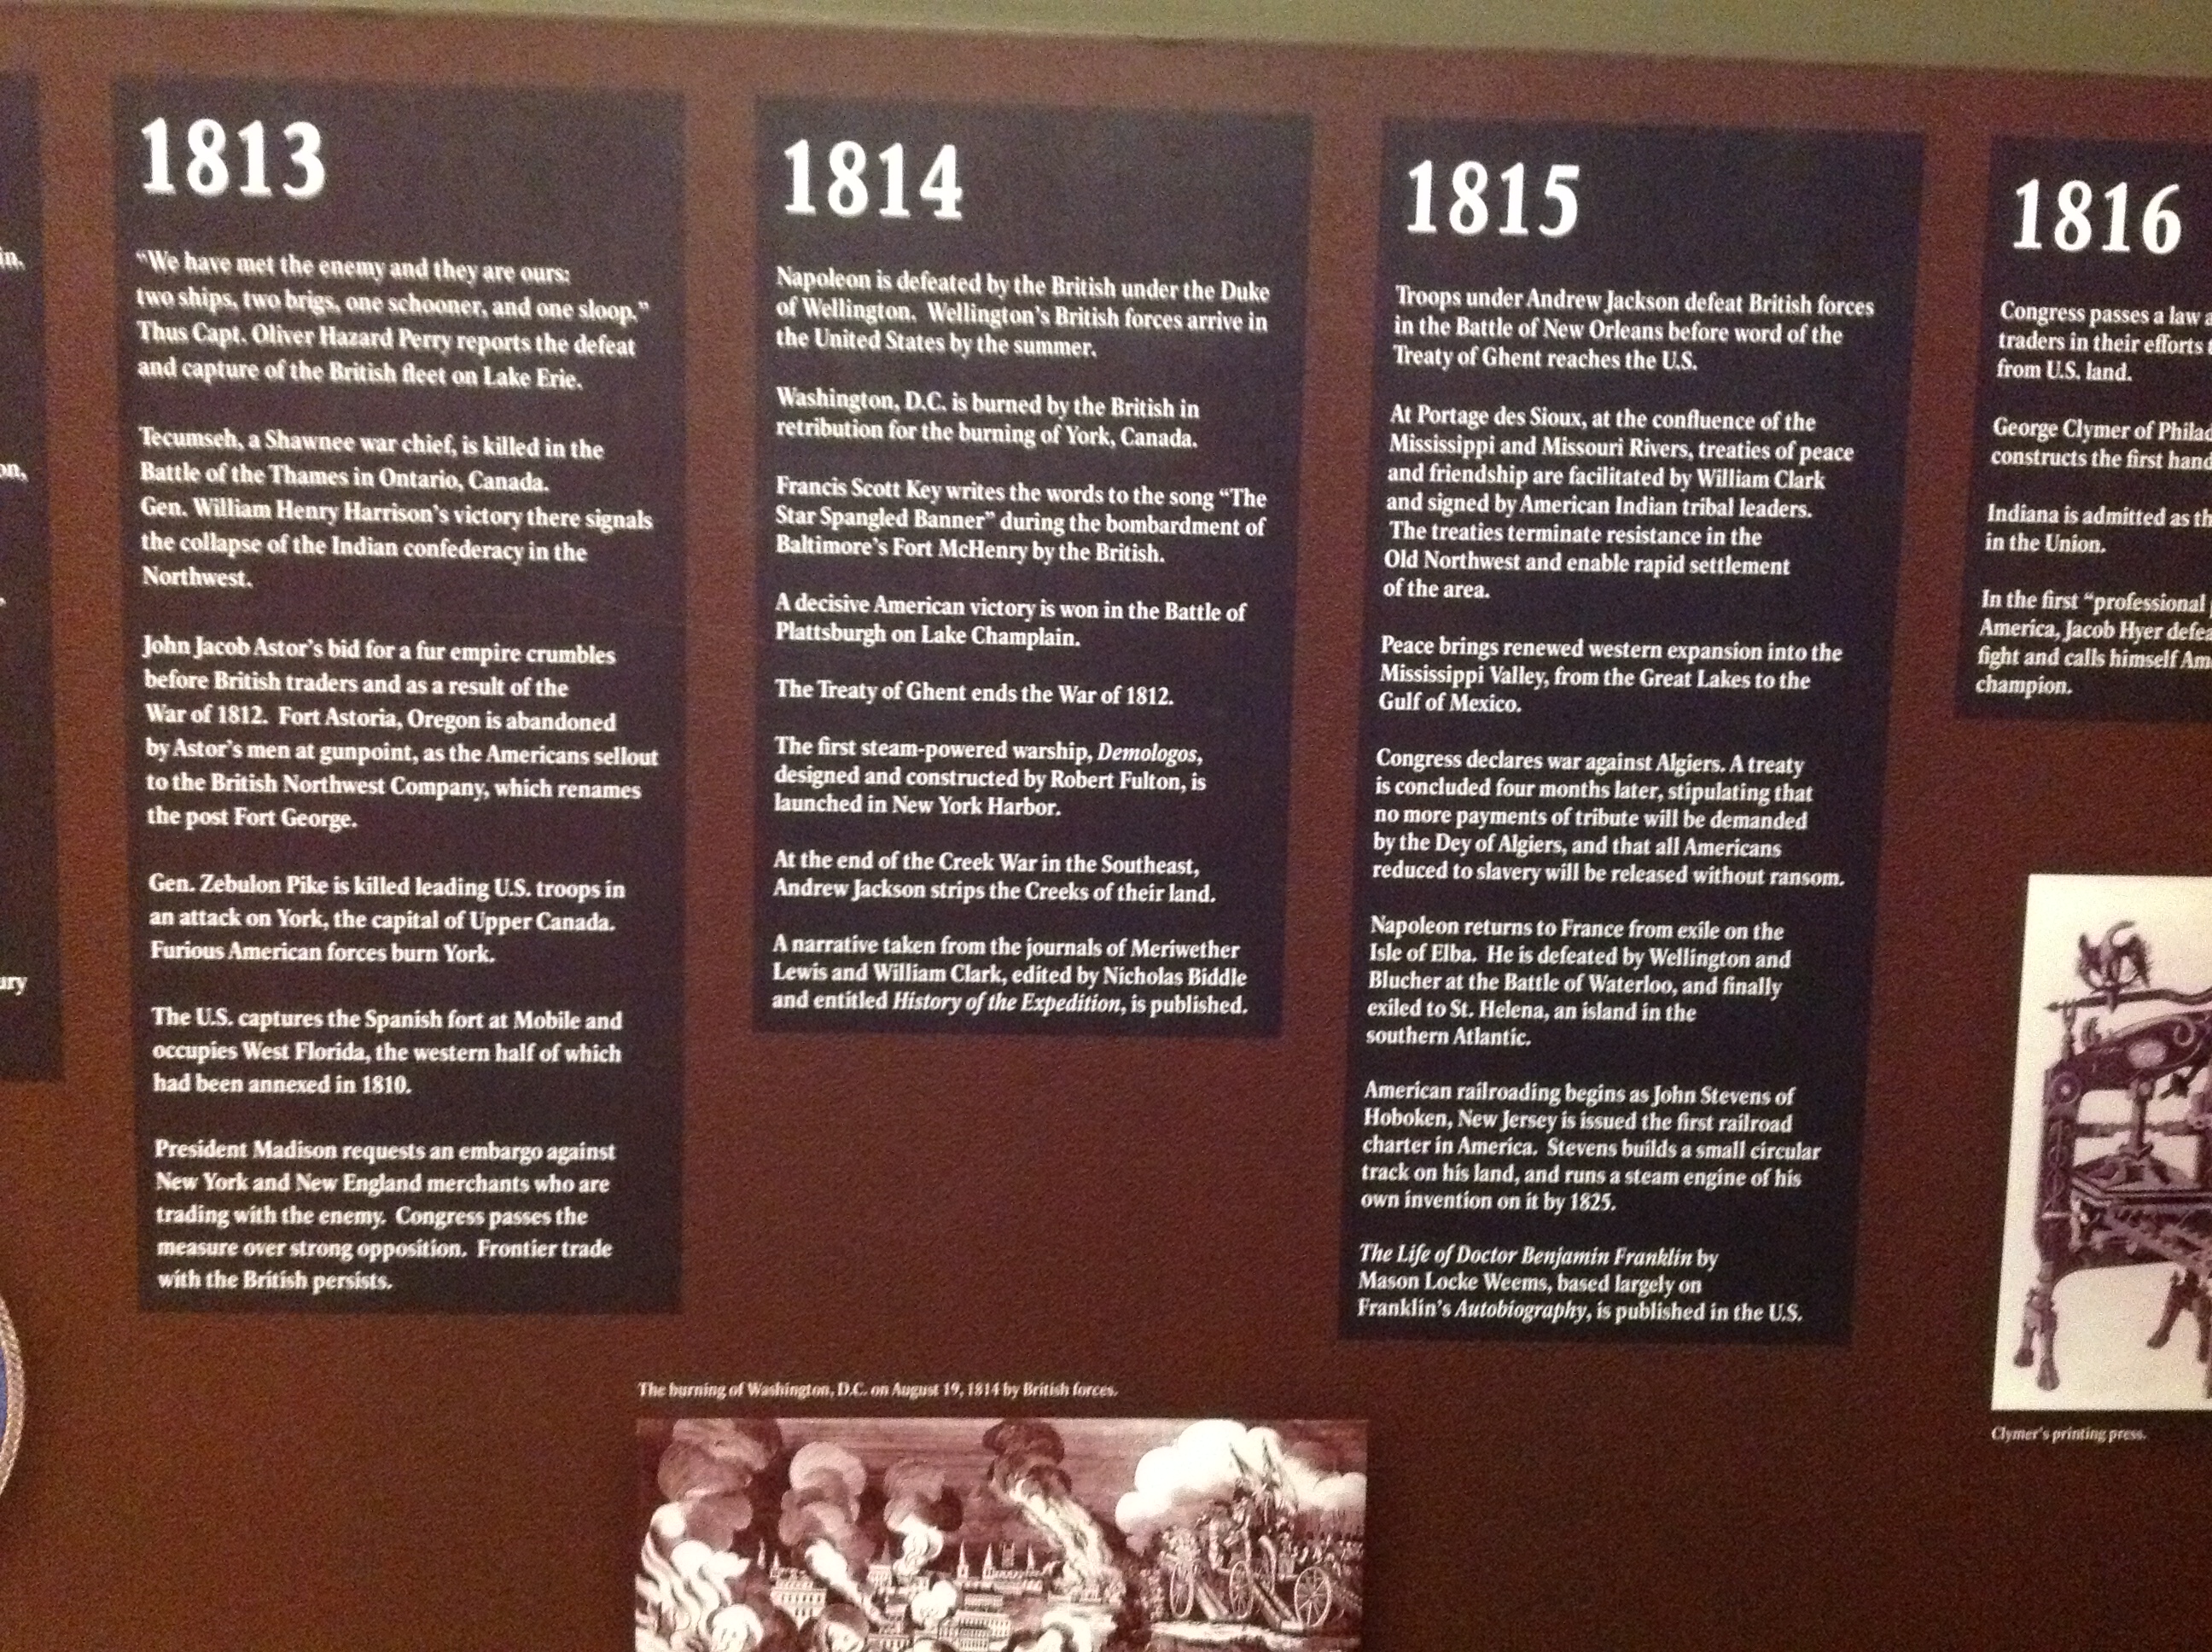 in.
on,
ury
1813
“We have met the enemy and they are ours:
two ships, two brigs, one schooner, and one sloop.”
Thus Capt. Oliver Hazard Perry reports the defeat
and capture of the British fleet on Lake Erie.
Tecumseh, a Shawnee war chief, is killed in the
Battle of the Thames in Ontario, Canada.
Gen. William Henry Harrison’s victory there signals
the collapse of the Indian confederacy in the
Northwest.
John Jacob Astor’s bid for a fur empire crumbles
before British traders and as a result of the
War of 1812. Fort Astoria, Oregon is abandoned
by Astor’s men at gunpoint, as the Americans sellout
to the British Northwest Company, which renames
the post Fort George.
Gen. Zebulon Pike is killed leading U.S. troops in
an attack on York, the capital of Upper Canada.
Furious American forces burn York.
The U.S. captures the Spanish fort at Mobile and
occupies West Florida, the western half of which
had been annexed in 1810.
President Madison requests an embargo against
New York and New England merchants who are
trading with the enemy. Congress passes the
measure over strong opposition. Frontier trade
with the British persists.
1814
Napoleon is defeated by the British under the Duke
of Wellington. Wellington’s British forces arrive in
the United States by the summer.
Washington, D.C. is burned by the British in
retribution for the burning of York, Canada.
Francis Scott Key writes the words to the song “The
Star Spangled Banner” during the bombardment of
Baltimore’s Fort McHenry by the British.
A decisive American victory is won in the Battle of
Plattsburgh on Lake Champlain.
The Treaty of Ghent ends the War of 1812.
The first steam-powered warship, Demologos,
designed and constructed by Robert Fulton, is
launched in New York Harbor.
At the end of the Creek War in the Southeast,
Andrew Jackson strips the Creeks of their land.
A narrative taken from the journals of Meriwether
Lewis and William Clark, edited by Nicholas Biddle
and entitled History of the Expedition, is published.
The burning of Washington, D.C. on August 19, 1814 by British forces.
1815
Troops under Andrew Jackson defeat British forces
in the Battle of New Orleans before word of the
Treaty of Ghent reaches the U.S.
At Portage des Sioux, at the confluence of the
Mississippi and Missouri Rivers, treaties of peace
and friendship are facilitated by William Clark
and signed by American Indian tribal leaders.
The treaties terminate resistance in the
Old Northwest and enable rapid settlement
of the area.
Peace brings renewed western expansion into the
Mississippi Valley, from the Great Lakes to the
Gulf of Mexico.
Congress declares war against Algiers. A treaty
is concluded four months later, stipulating that
no more payments of tribute will be demanded
by the Dey of Algiers, and that all Americans
reduced to slavery will be released without ransom.
Napoleon returns to France from exile on the
Isle of Elba. He is defeated by Wellington and
Blucher at the Battle of Waterloo, and finally
exiled to St. Helena, an island in the
southern Atlantic.
American railroading begins as John Stevens of
Hoboken, New Jersey is issued the first railroad
charter in America. Stevens builds a small circular
track on his land, and runs a steam engine of his
own invention on it by 1825.
The Life of Doctor Benjamin Franklin by
Mason Locke Weems, based largely on
Franklin’s Autobiography, is published in the U.S.
1816
Congress passes a law a
traders in their efforts t
from U.S. land.
George Clymer of Philad
constructs the first hand
Indiana is admitted as th
in the Union.
In the first “professional
America, Jacob Hyer defea
fight and calls himself Am
champion.
Clymer’s printing press.